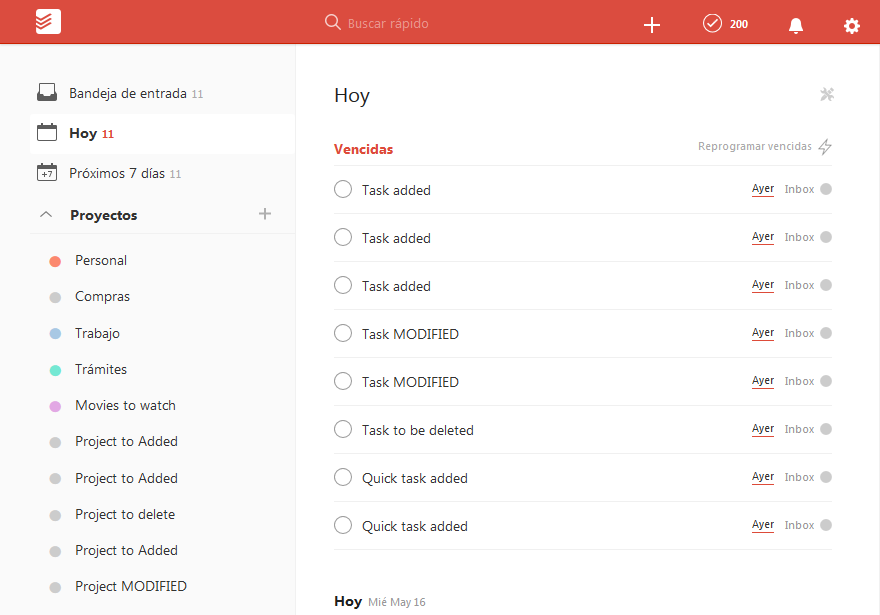 Buscar rápido
200
Bandeja de entrada 11
Hoy 11
+7
Próximos 7 días 11
Proyectos
Personal
Compras
Trabajo
Trámites
Movies to watch
Project to Added
Project to Added
Project to delete
Project to Added
Project MODIFIED
Hoy
Vencidas Reprogramar vencidas
Task added Ayer Inbox
Task added Ayer Inbox
Task added Ayer Inbox
Task MODIFIED Ayer Inbox
Task MODIFIED Ayer Inbox
Task to be deleted Ayer Inbox
Quick task added Ayer Inbox
Quick task added Ayer Inbox
Hoy Mié May 16